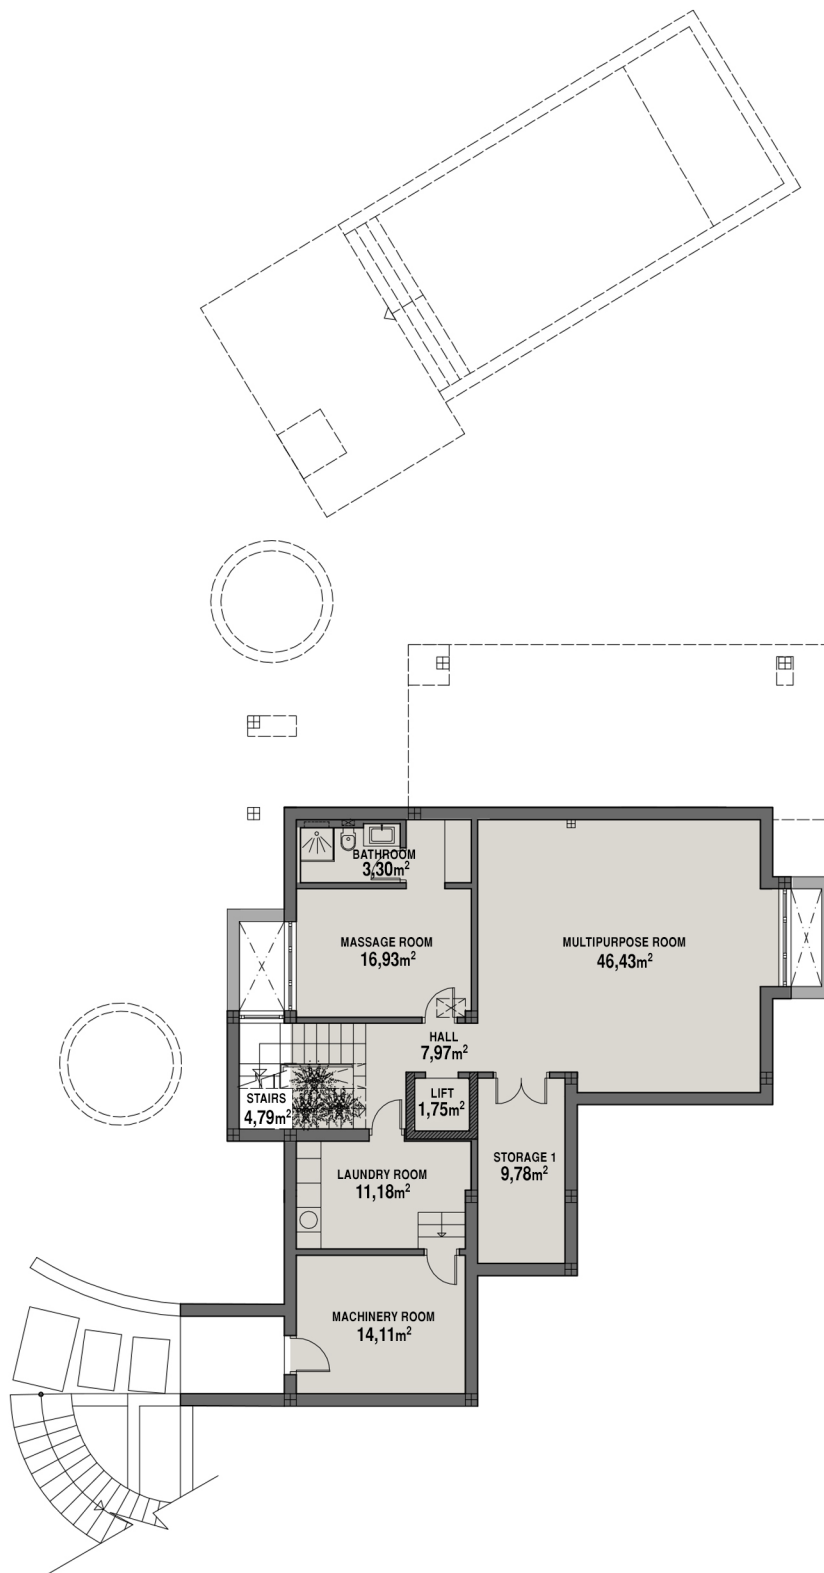 BATHROOM
3,30m²
MASSAGE ROOM
16,93m²
MULTIPURPOSE ROOM
46,43m²
HALL
7,97m²
STAIRS
4,79m²
LIFT
1,75m²
LAUNDRY ROOM
11,18m²
STORAGE 1
9,78m²
MACHINERY ROOM
14,11m²